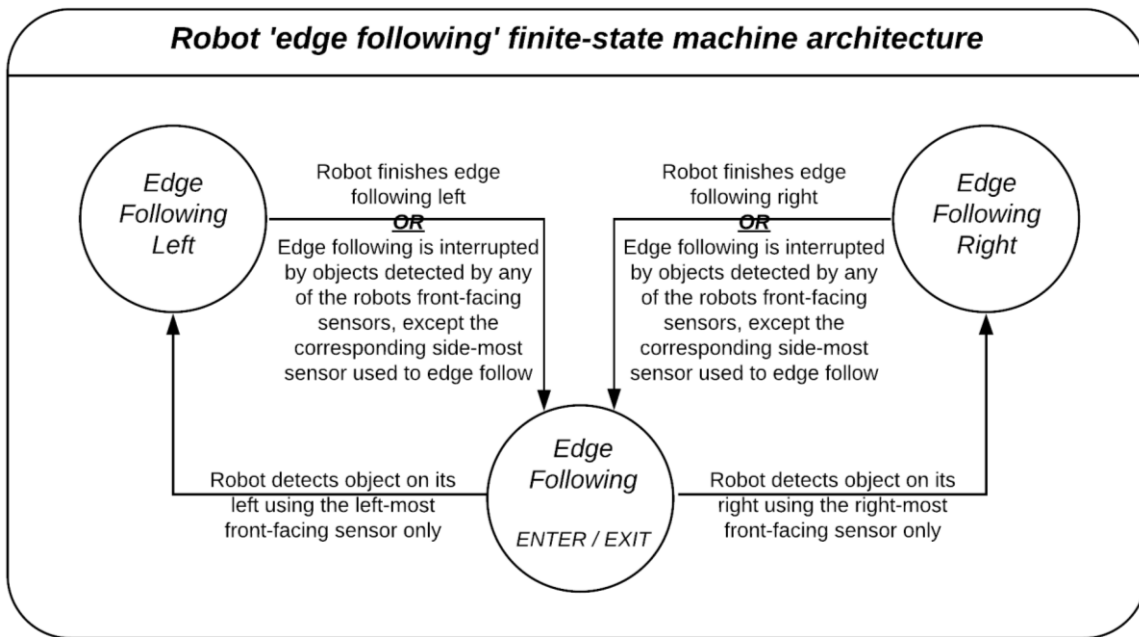 Robot 'edge following' finite-state machine architecture
Edge
Following
Left
Robot finishes edge
following left
OR
Edge following is interrupted
by objects detected by any
of the robots front-facing
sensors, except the
corresponding side-most
sensor used to edge follow
Robot finishes edge
following right
OR
Edge following is interrupted
by objects detected by any
of the robots front-facing
sensors, except the
corresponding side-most
sensor used to edge follow
Edge
Following
Right
Robot detects object on its
left using the left-most
front-facing sensor only
Edge
Following
ENTER / EXIT
Robot detects object on its
right using the right-most
front-facing sensor only